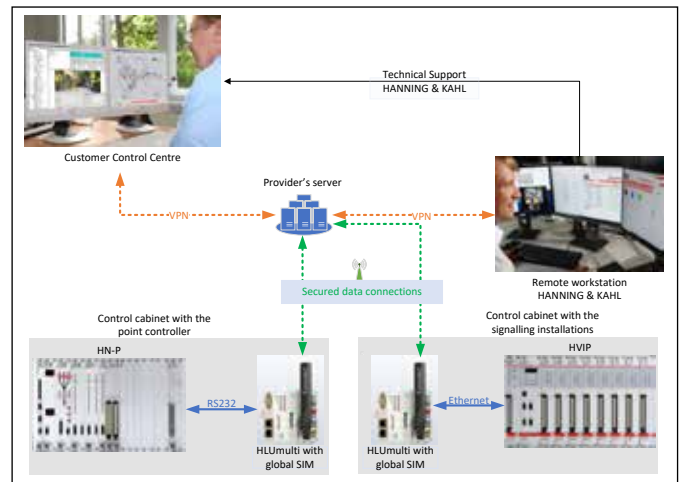 Technical Support
HANNING & KAHL
Customer Control Centre
Provider's server
VPN
VPN
Remote workstation
HANNING & KAHL
Secured data connections
Control cabinet with the
point controller
Control cabinet with the
signalling installations
HN-P
HVIP
RS232
Ethernet
HLUmulti with
global SIM
HLUmulti with
global SIM